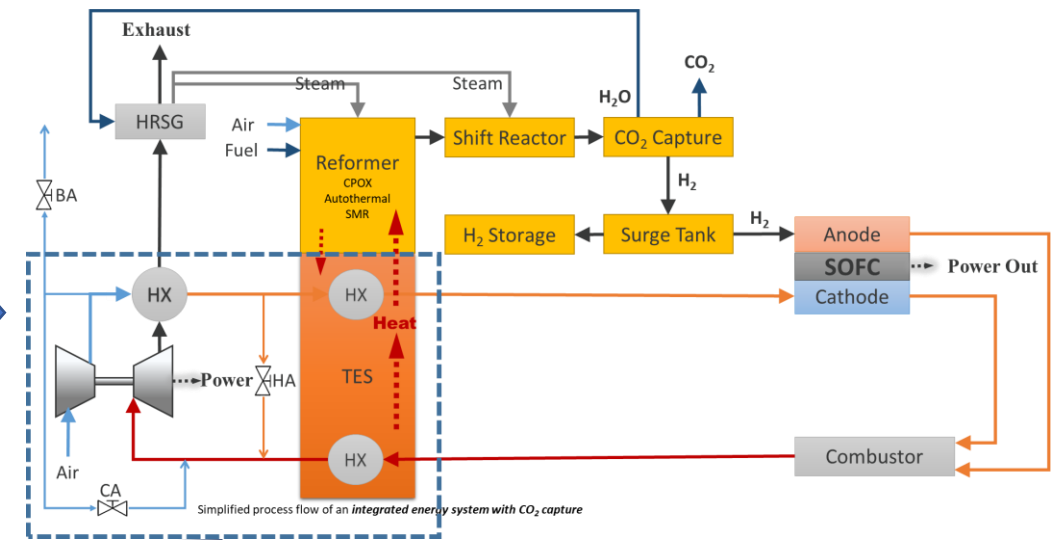 Exhaust
CO2
Steam
Steam
H2O
HRSG
Air
Fuel
Reformer
CPOX
Autothermal
SMR
Shift Reactor
CO2 Capture
BA
H2
H2 Storage
Surge Tank
H2
Anode
SOFC
Power Out
Cathode
HX
HX
Heat
Power
HA
TES
Air
HX
Combustor
CA
Simplified process flow of an integrated energy system with CO2 capture